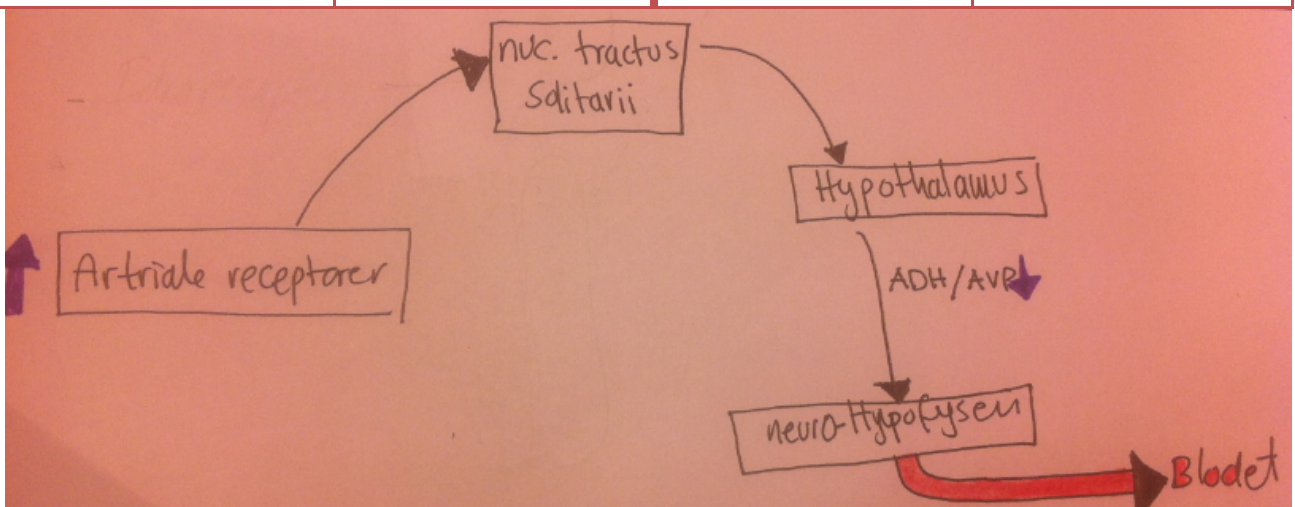 nuc. tractus
Solitarii
Hypothalamus
Artriale receptorer
ADH/AVP
neuro-Hypofysen
Blodet